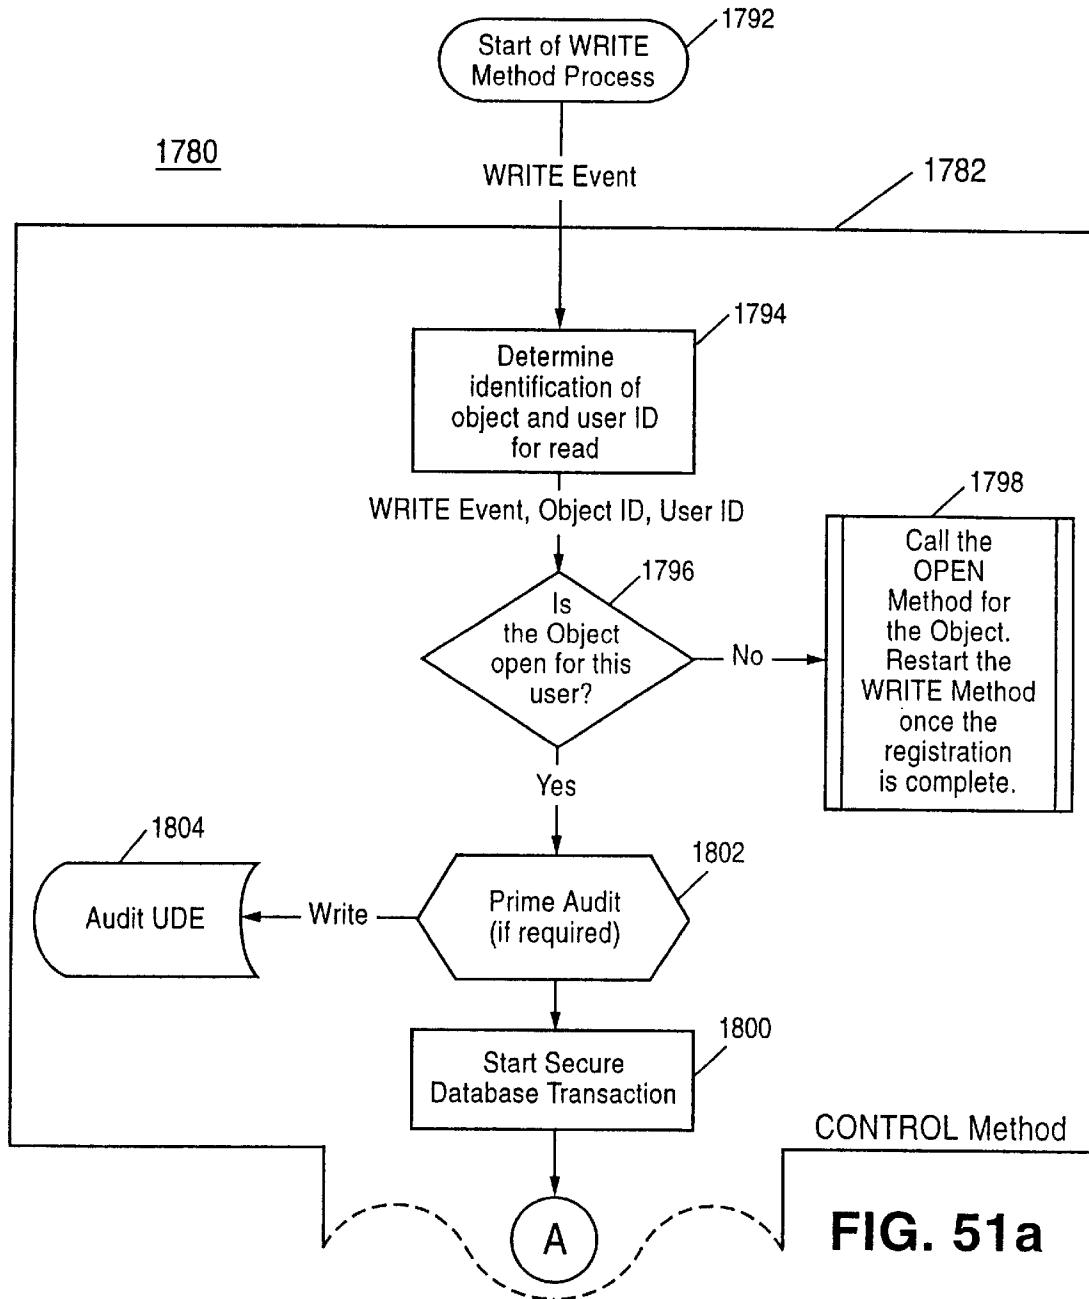 1792
Start of WRITE
Method Process
1780
WRITE Event
1782
1794
Determine
identification of
object and user ID
for read
WRITE Event, Object ID, User ID
1798
Call the
OPEN
Method for
the Object.
Restart the
WRITE Method
once the
registration
is complete.
1796
Is
the Object
open for this
user?
No
Yes
1804
Audit UDE
Write
1802
Prime Audit
(if required)
1800
Start Secure
Database Transaction
CONTROL Method
A
FIG. 51a